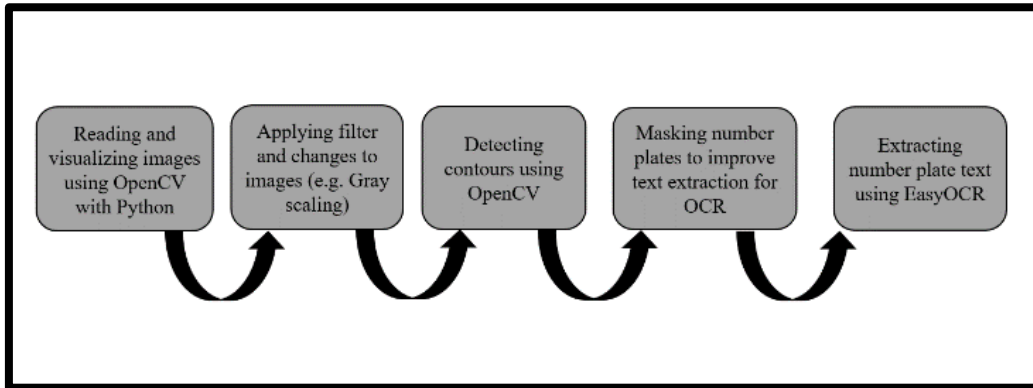 Reading and
visualizing images
using OpenCV
with Python
Applying filter
and changes to
images (e.g. Gray
scaling)
Detecting
contours using
OpenCV
Masking number
plates to improve
text extraction for
OCR
Extracting
number plate text
using EasyOCR